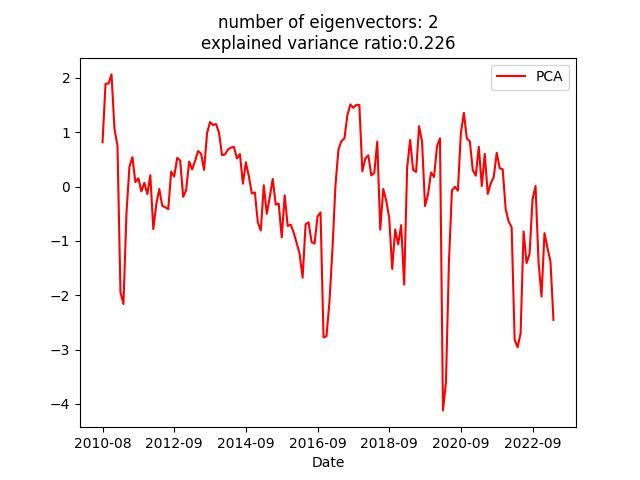 number of eigenvectors: 2
explained variance ratio:0.226
PCA
2
1
0
−1
−2
−3
−4
2010-08 2012-09 2014-09 2016-09 2018-09 2020-09 2022-09
Date